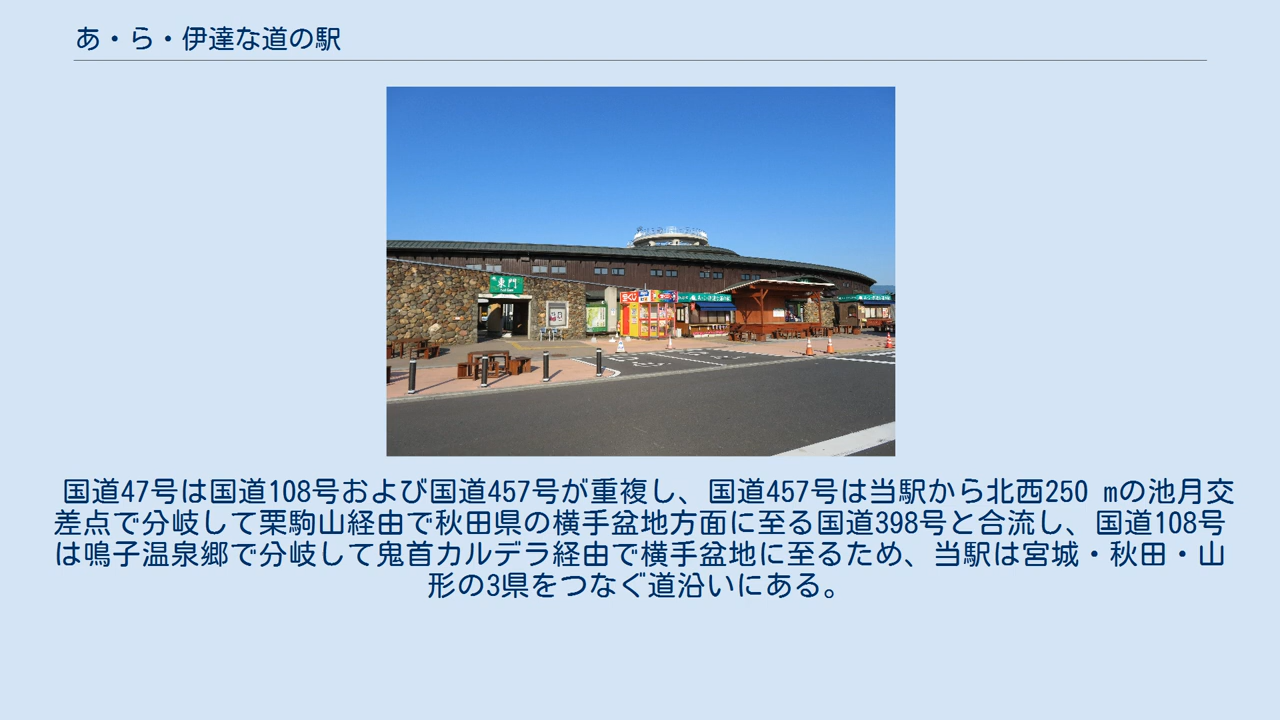 あ・ら・伊達な道の駅
東門
宝くじ
国道47号は国道108号および国道457号が重複し、国道457号は当駅から北西250 mの池月交
差点で分岐して栗駒山経由で秋田県の横手盆地方面に至る国道398号と合流し、国道108号
は鳴子温泉郷で分岐して鬼首カルデラ経由で横手盆地に至るため、当駅は宮城・秋田・山
形の3県をつなぐ道沿いにある。